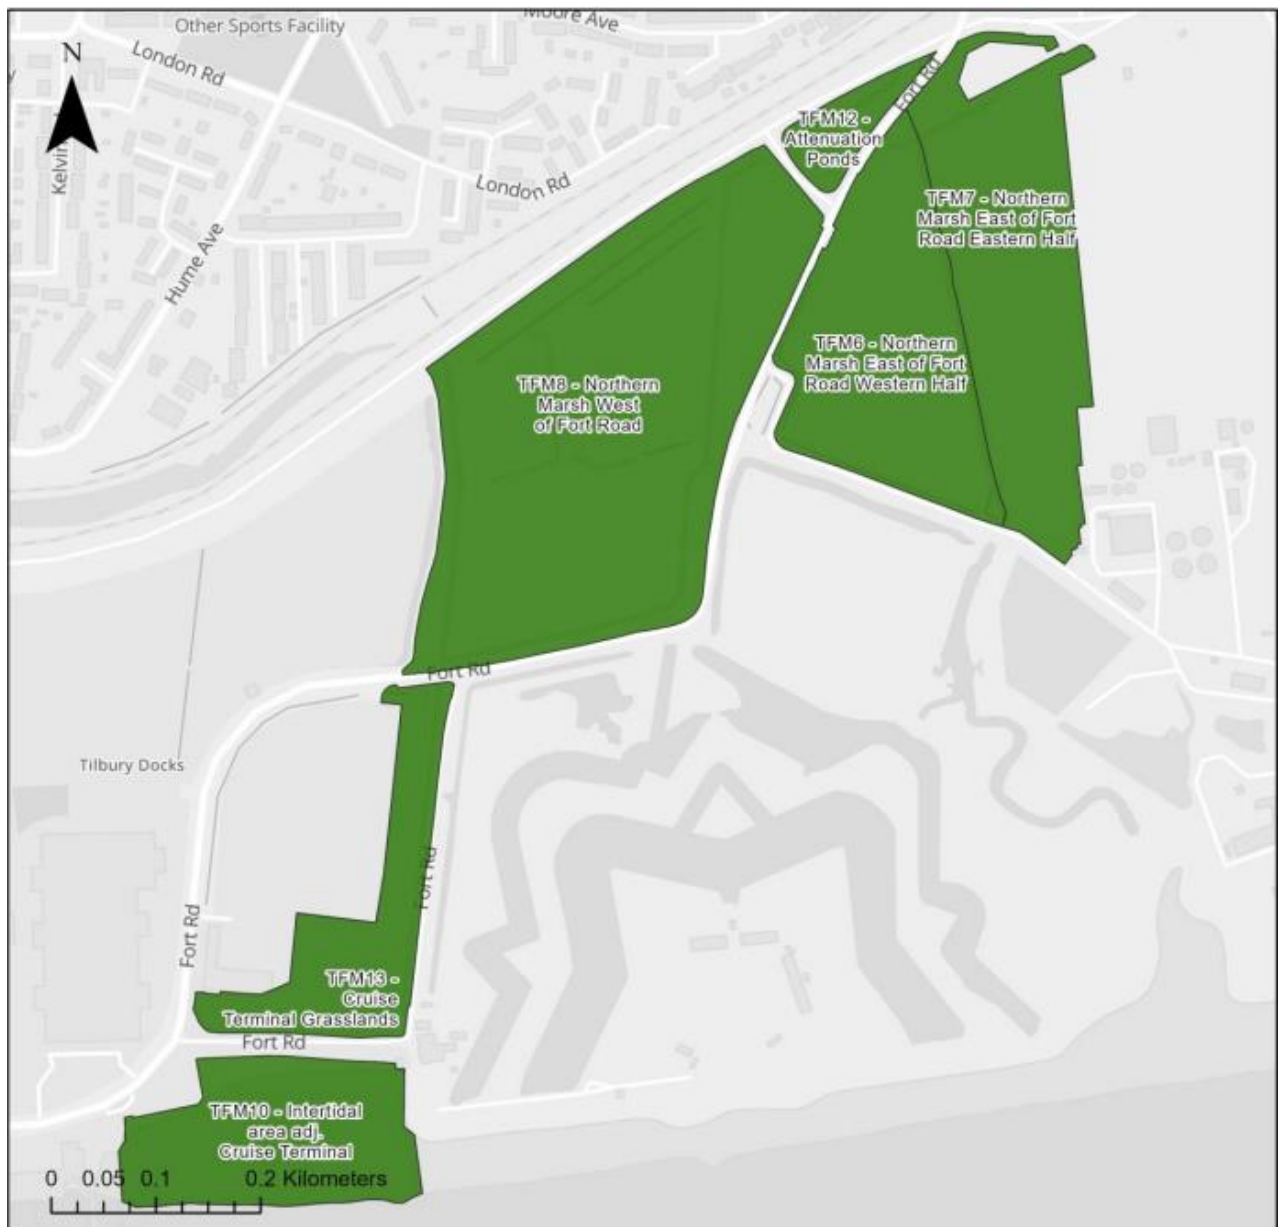 Other Sports Facility
Moore Ave
N
London Rd
Fort Rd
TFM12 -
Attenuation
Ponds
London Rd
TFM7 - Northern
Marsh East of Fort
Road Eastern Half
Hume Ave
TFM6 - Northern
Marsh East of Fort
Road Western Half
TFM8 - Northern
Marsh West
of Fort Road
Fort Rd
Tilbury Docks
Fort Rd
Fort Rd
TFM13 -
Cruise
Terminal Grasslands
Fort Rd
TFM10 - Intertidal
area adj.
Cruise Terminal
0 0.05 0.1 0.2 Kilometers